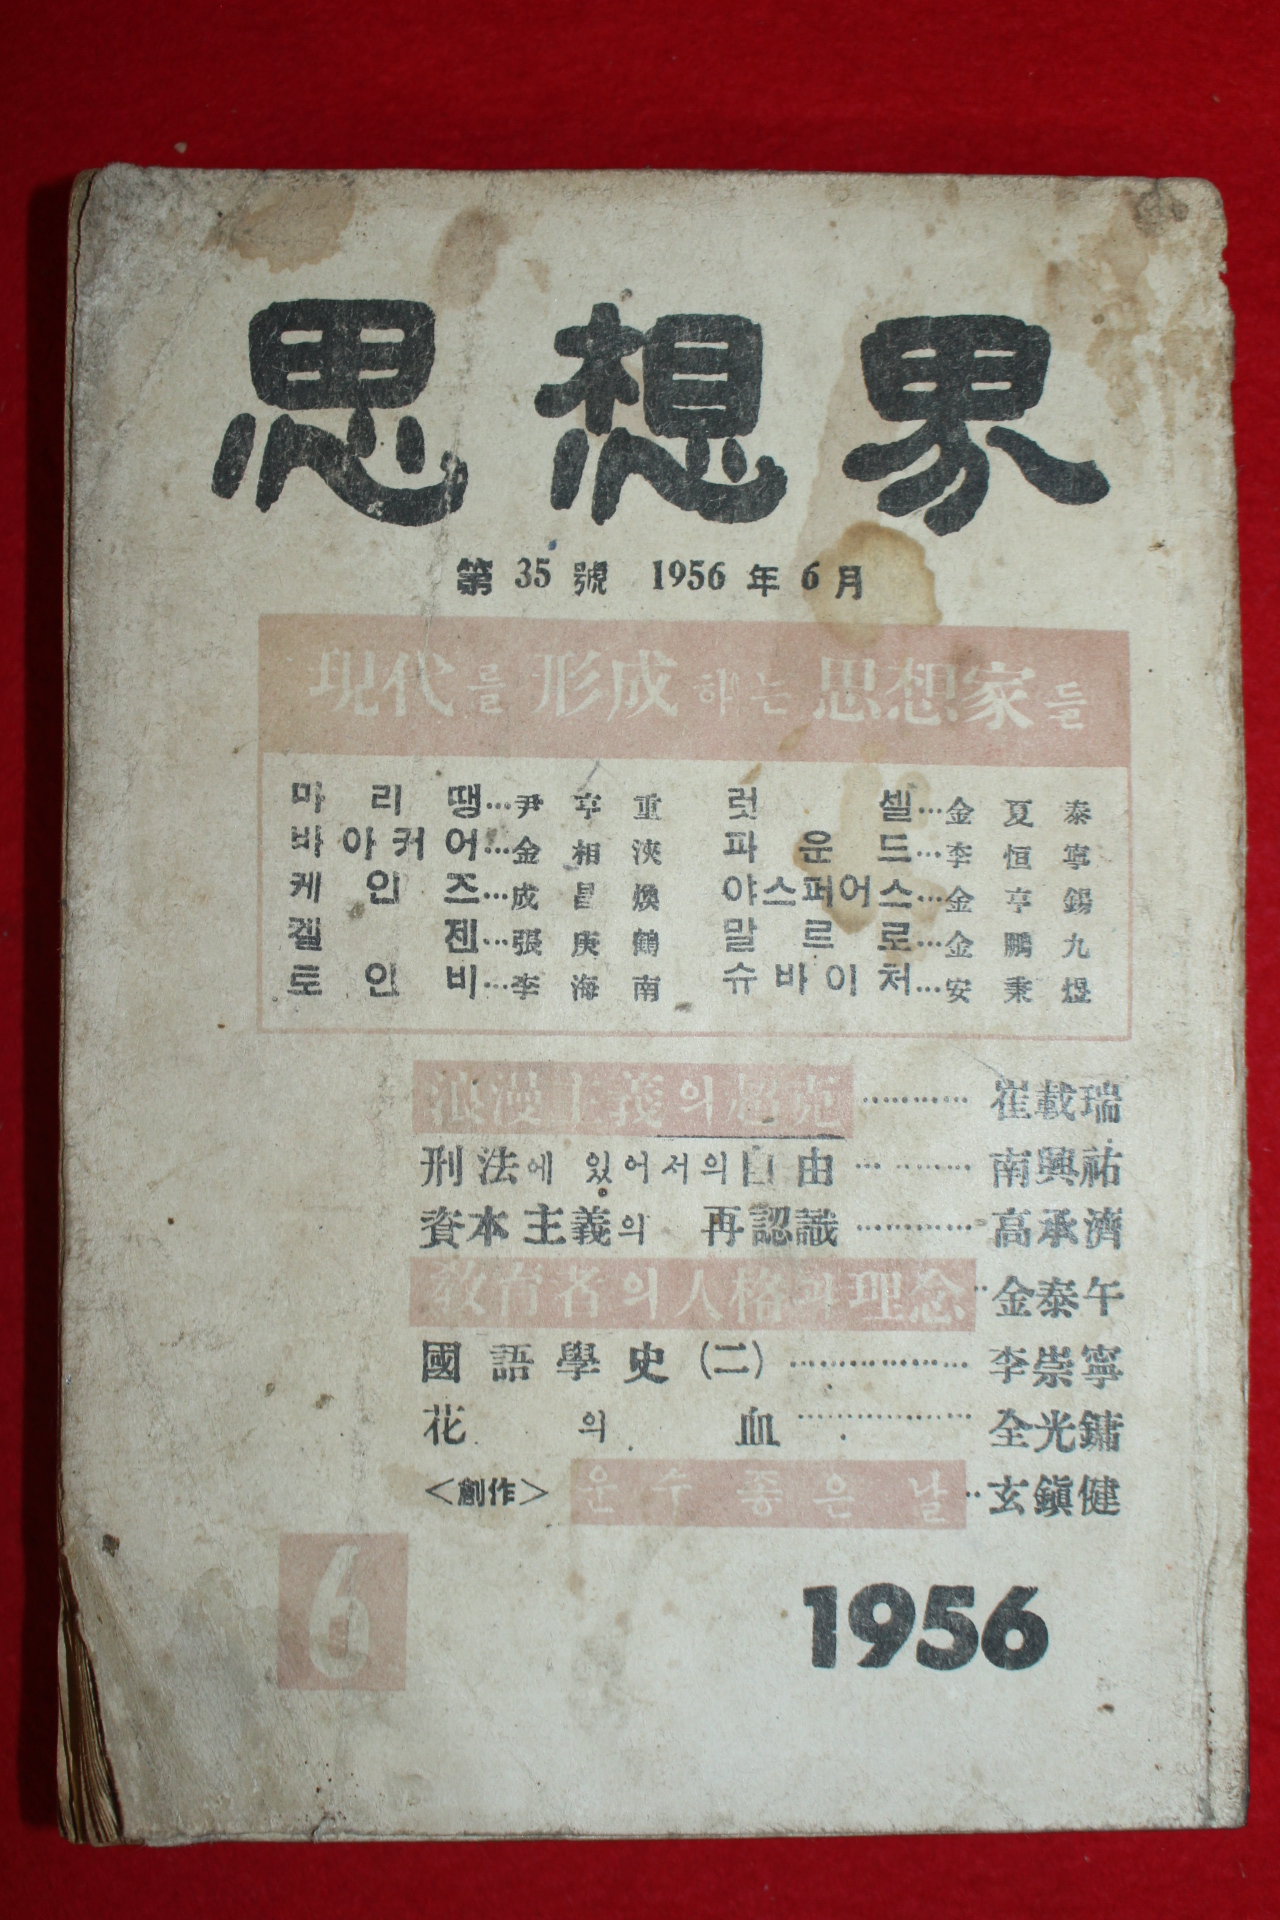 思想界
第 35 號 1956 年 6 月
現代를 形成하는 思想家들
마리땡…尹亨重 럿셀…金夏泰
바아커어…金相浹 파운드…李恒寧
케인즈…成昌煥 야스퍼어스…金亨錫
켈젠…張庚鶴 말르로…金鵬九
토인비…李海南 슈바이처…安秉煜
浪漫主義의 超克…………崔載瑞
刑法에 있어서의 自由…………南興祐
資本主義의 再認識…………高承濟
敎育者의 人格과 理念‥金泰午
國語學史(二)………………李崇寧
花의 血………………全光鏞
<創作> 운수 좋은 날‥玄鎭健
6
1956